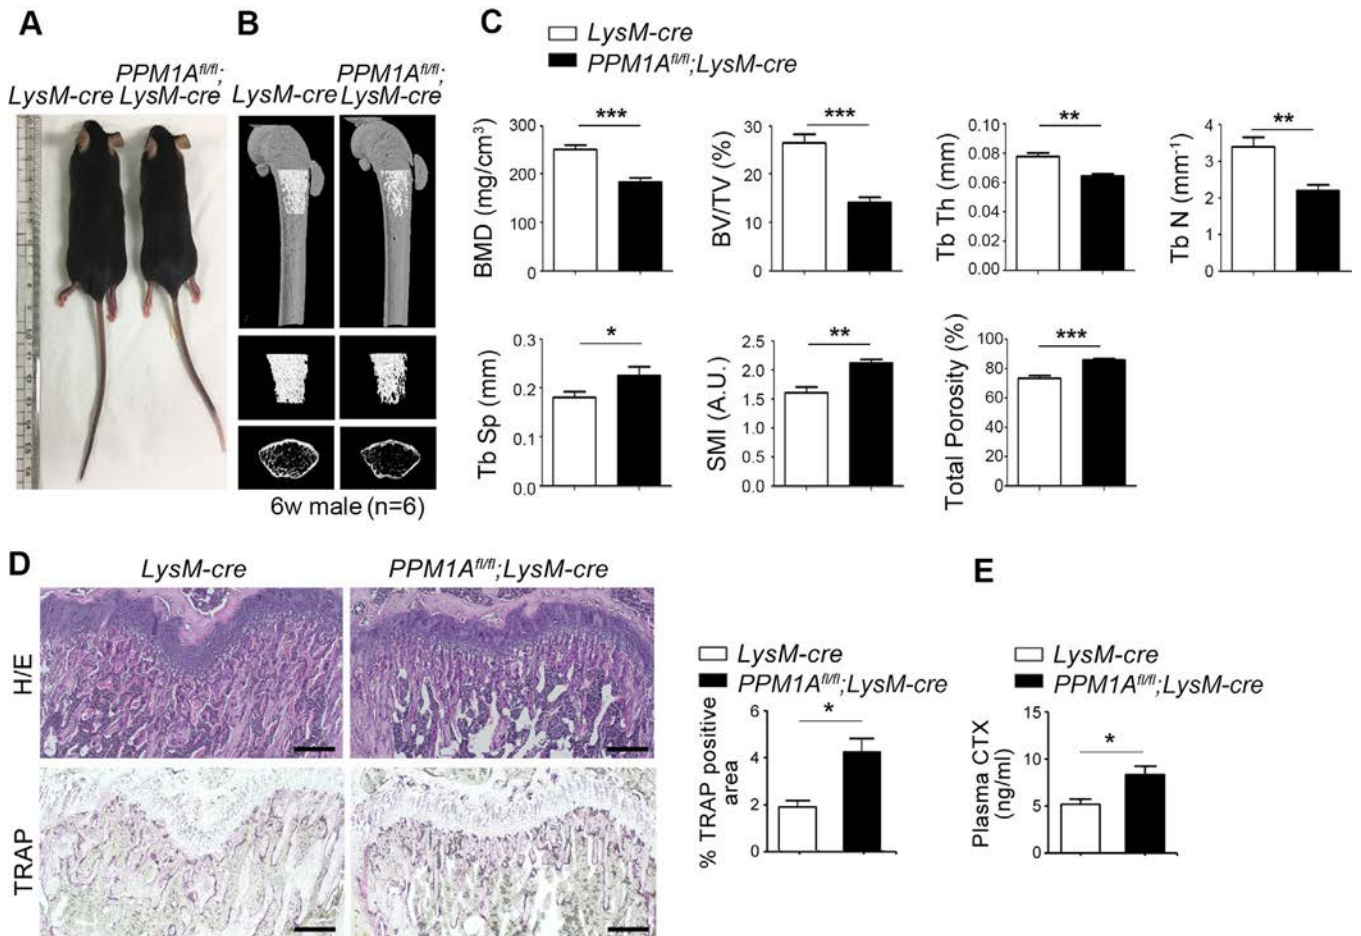 A
B
C
LysM-cre
PPM1A^fl/fl;LysM-cre
LysM-cre
PPM1A^fl/fl;
LysM-cre
LysM-cre
PPM1A^fl/fl;
LysM-cre
6w male (n=6)
BMD (mg/cm³)
300
200
100
0
***
BV/TV (%)
30
20
10
0
***
Tb Th (mm)
0.10
0.08
0.06
0.04
0.02
0.00
**
Tb N (mm⁻¹)
4
3
2
1
0
**
Tb Sp (mm)
0.3
0.2
0.1
0.0
*
SMI (A.U.)
2.5
2.0
1.5
1.0
0.5
0.0
**
Total Porosity (%)
100
80
60
40
20
0
***
D
LysM-cre
PPM1A^fl/fl;LysM-cre
H/E
TRAP
LysM-cre
PPM1A^fl/fl;LysM-cre
% TRAP positive
area
6
4
2
0
*
E
LysM-cre
PPM1A^fl/fl;LysM-cre
Plasma CTX
(ng/ml)
15
10
5
0
*